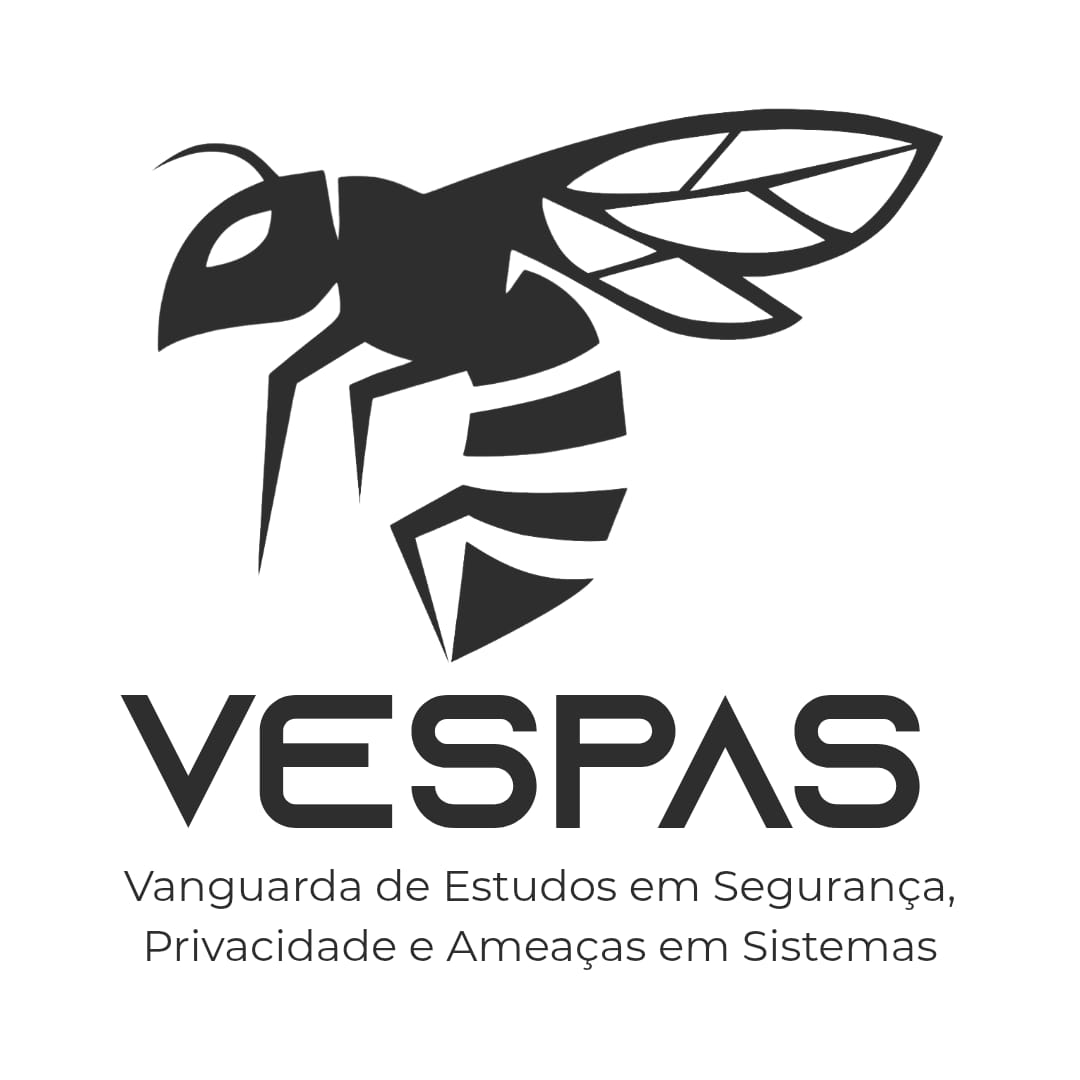 VESPAS
Vanguarda de Estudos em Segurança,
Privacidade e Ameaças em Sistemas